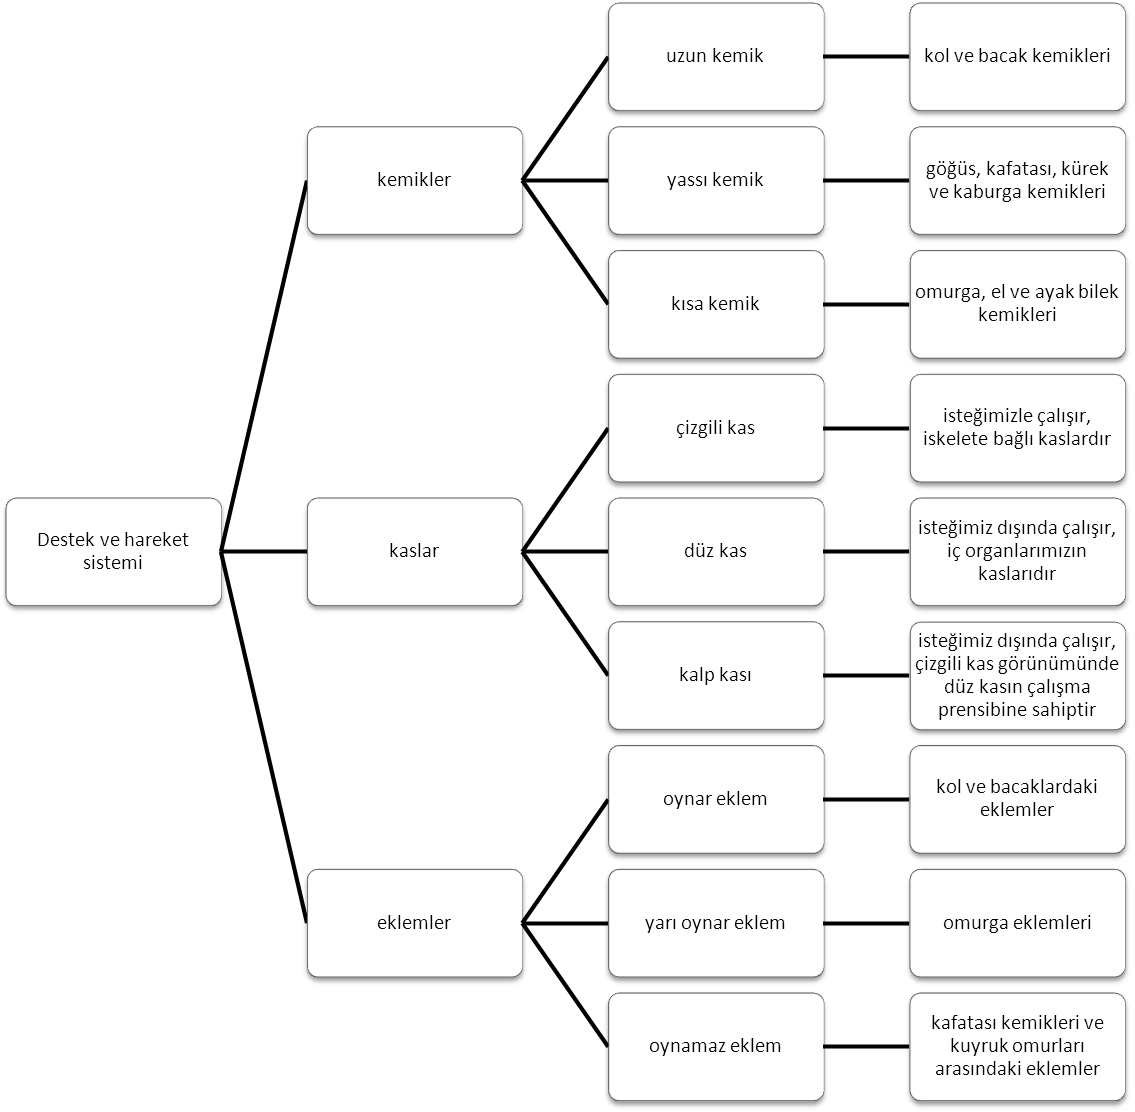 Destek ve hareket
sistemi
kemikler
uzun kemik
kol ve bacak kemikleri
yassı kemik
göğüs, kafatası, kürek
ve kaburga kemikleri
kısa kemik
omurga, el ve ayak bilek
kemikleri
kaslar
çizgili kas
isteğimizle çalışır,
iskelete bağlı kaslardır
düz kas
isteğimiz dışında çalışır,
iç organlarımızın
kaslarıdır
kalp kası
isteğimiz dışında çalışır,
çizgili kas görünümünde
düz kasın çalışma
prensibine sahiptir
eklemler
oynar eklem
kol ve bacaklardaki
eklemler
yarı oynar eklem
omurga eklemleri
oynamaz eklem
kafatası kemikleri ve
kuyruk omurları
arasındaki eklemler